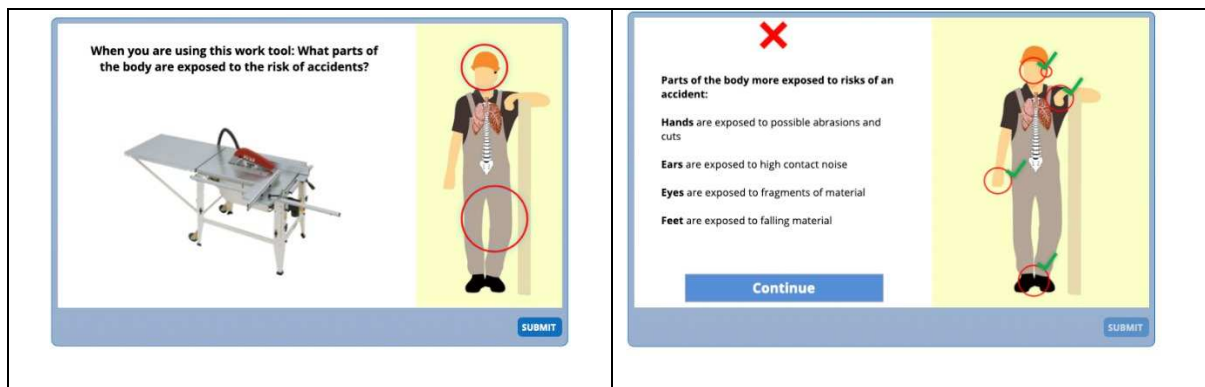 When you are using this work tool: What parts of
the body are exposed to the risk of accidents?
SUBMIT
Parts of the body more exposed to risks of an
accident:
Hands are exposed to possible abrasions and
cuts
Ears are exposed to high contact noise
Eyes are exposed to fragments of material
Feet are exposed to falling material
Continue
SUBMIT